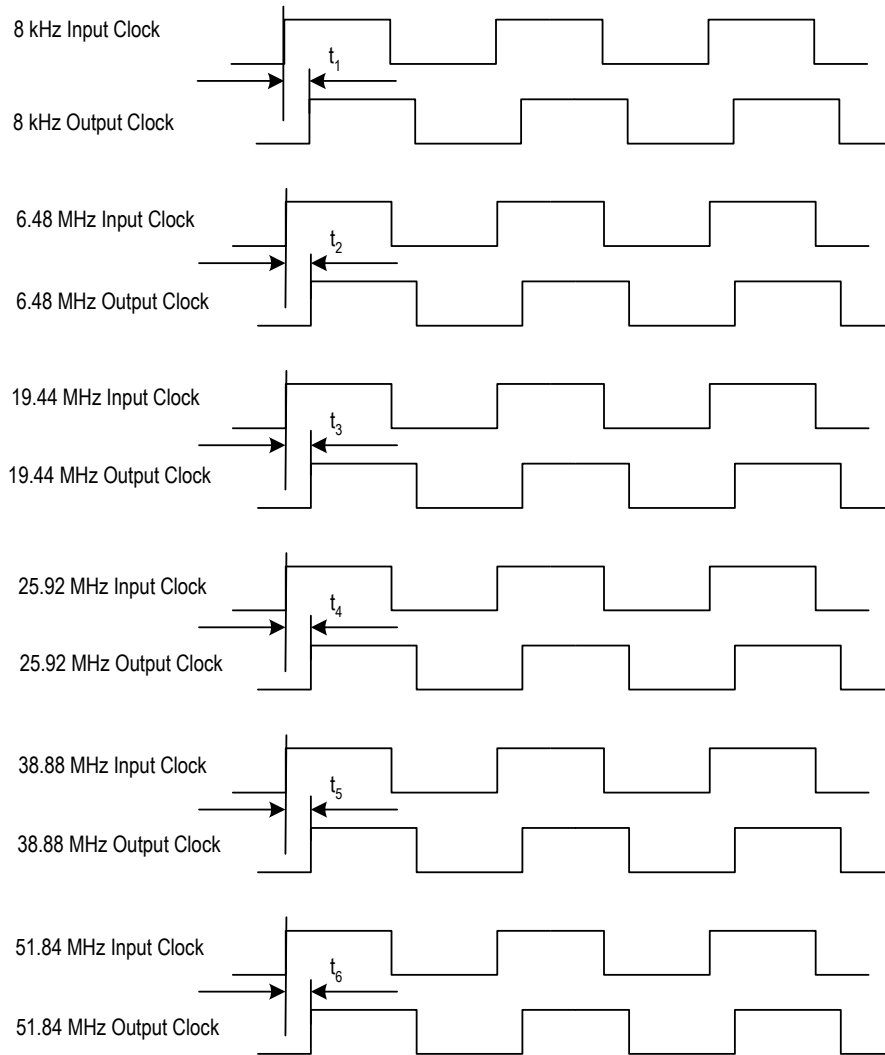 8 kHz Input Clock
t1
8 kHz Output Clock
6.48 MHz Input Clock
t2
6.48 MHz Output Clock
19.44 MHz Input Clock
t3
19.44 MHz Output Clock
25.92 MHz Input Clock
t4
25.92 MHz Output Clock
38.88 MHz Input Clock
t5
38.88 MHz Output Clock
51.84 MHz Input Clock
t6
51.84 MHz Output Clock